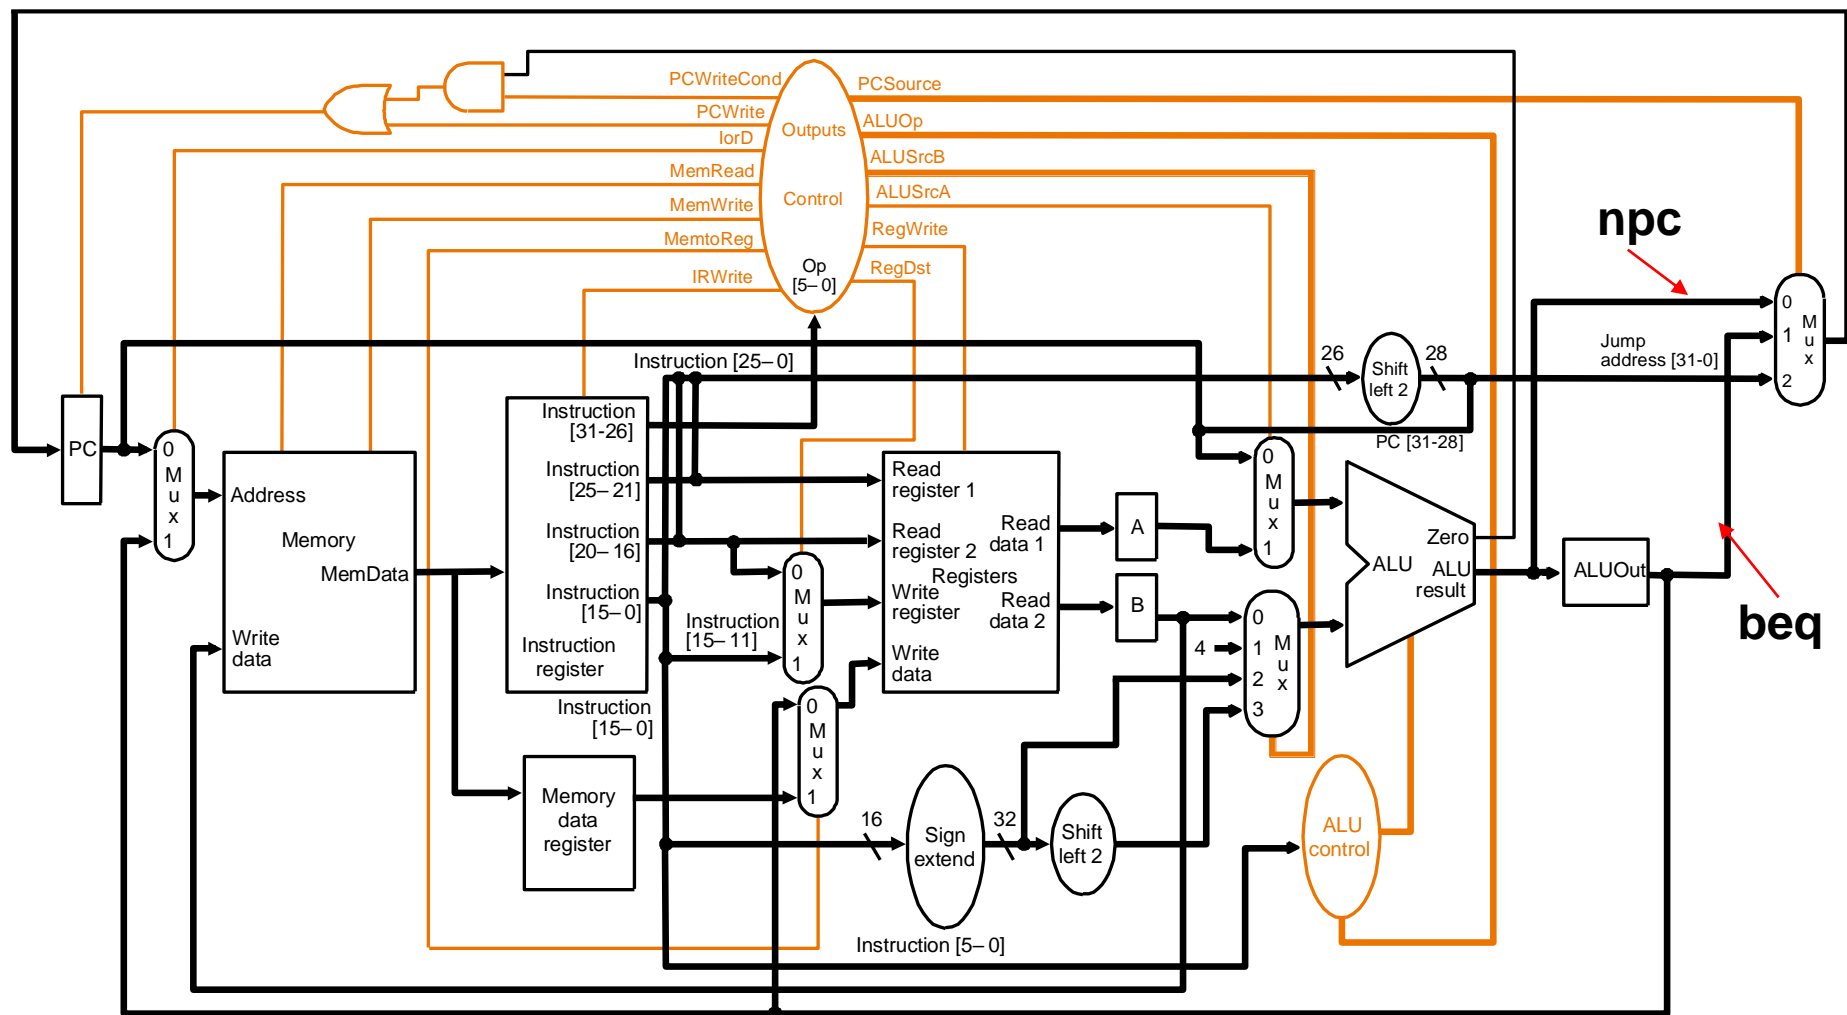 PCWriteCond
PCSource
PCWrite
ALUOp
Outputs
IorD
ALUSrcB
MemRead
ALUSrcA
Control
MemWrite
RegWrite
MemtoReg
RegDst
Op
[5–0]
IRWrite
npc
0
1
2
M
u
x
Jump
address [31-0]
Instruction [25–0]
26
Shift
left 2
28
PC [31-28]
PC
0
M
u
x
1
Address
Memory
MemData
Write
data
Instruction
[31-26]
Instruction
[25–21]
Instruction
[20–16]
Instruction
[15–0]
Instruction
register
Instruction
[15–11]
Instruction
[15–0]
0
M
u
x
1
0
M
u
x
1
Read
register 1
Read
register 2
Registers
Write
register
Write
data
Read
data 1
Read
data 2
A
B
4
0
M
u
x
1
0
1
2
3
M
u
x
Zero
ALU
ALU
result
ALUOut
beq
Memory
data
register
16
Sign
extend
32
Shift
left 2
ALU
control
Instruction [5–0]